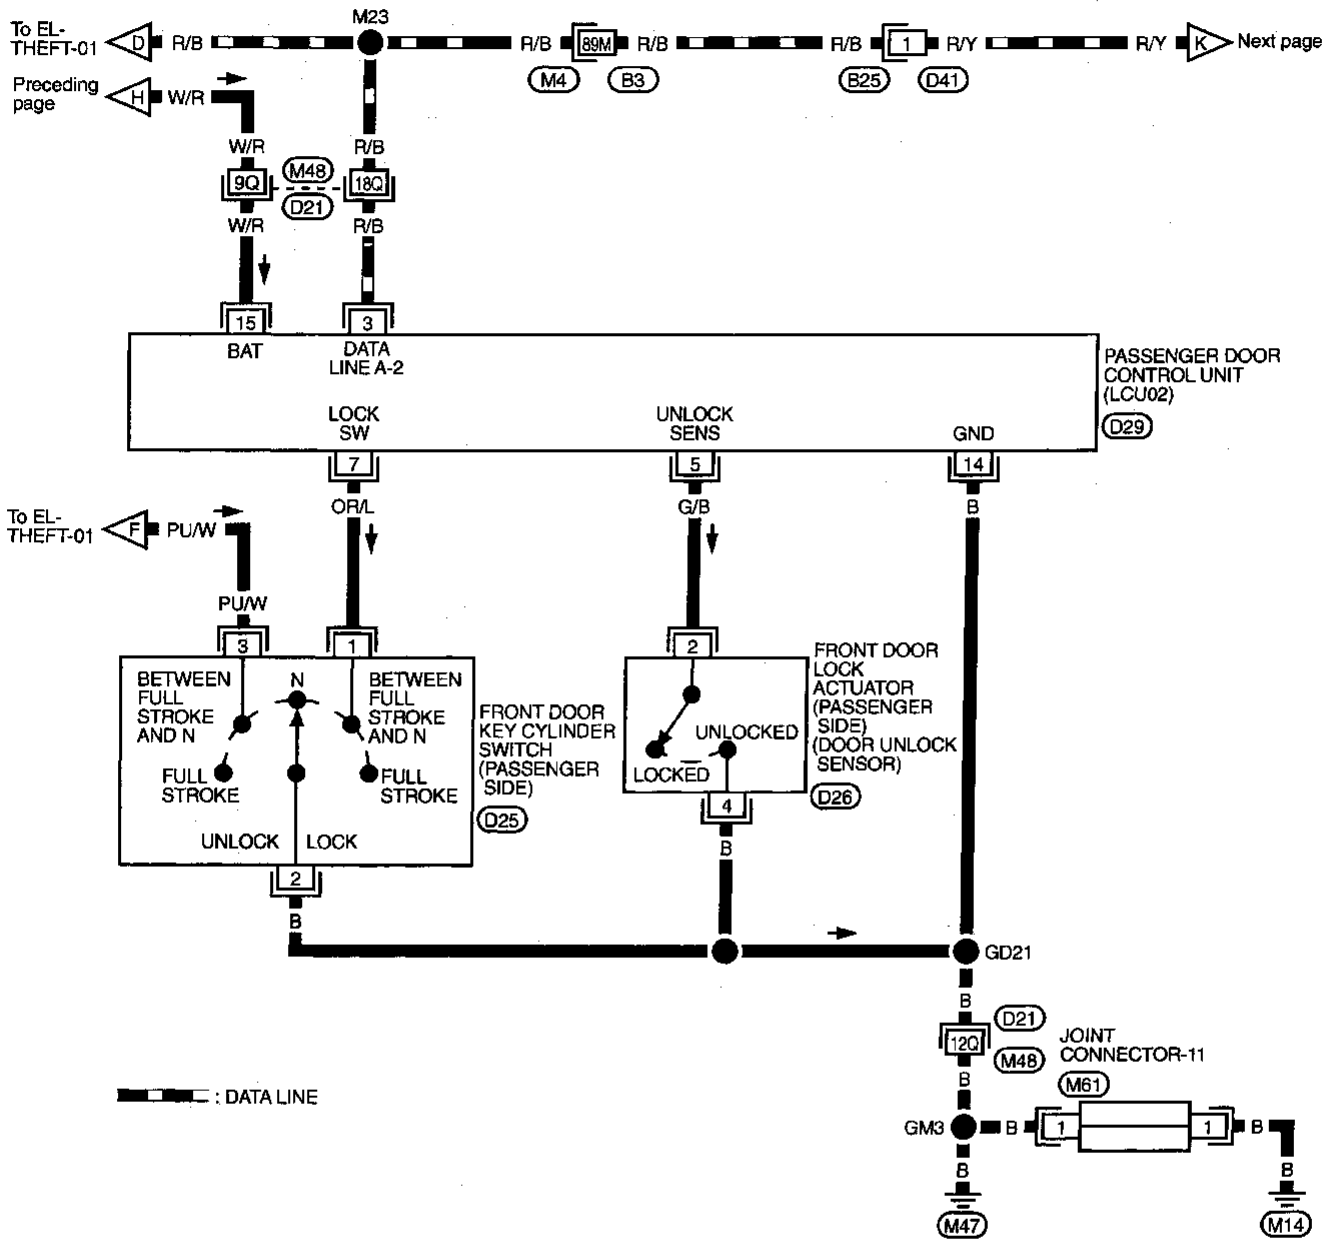 M23
To EL-
THEFT-01
D
R/B
R/B
89M
R/B
R/B
1
R/Y
R/Y
K
Next page
M4
B3
B25
D41
Preceding
page
H
W/R
W/R
R/B
9Q
M48
18Q
D21
W/R
R/B
15
3
BAT
DATA
LINE A-2
PASSENGER DOOR
CONTROL UNIT
(LCU02)
D29
LOCK
SW
UNLOCK
SENS
GND
7
5
14
OR/L
G/B
B
To EL-
THEFT-01
F
PU/W
PU/W
3
1
2
BETWEEN
FULL
STROKE
AND N
N
BETWEEN
FULL
STROKE
AND N
FULL
STROKE
FULL
STROKE
UNLOCK
LOCK
FRONT DOOR
KEY CYLINDER
SWITCH
(PASSENGER
SIDE)
D25
UNLOCKED
LOCKED
FRONT DOOR
LOCK
ACTUATOR
(PASSENGER
SIDE)
(DOOR UNLOCK
SENSOR)
D26
4
B
2
B
GD21
B
D21
12Q
M48
JOINT
CONNECTOR-11
M61
B
GM3
B
1
1
B
B
B
M47
M14
: DATA LINE